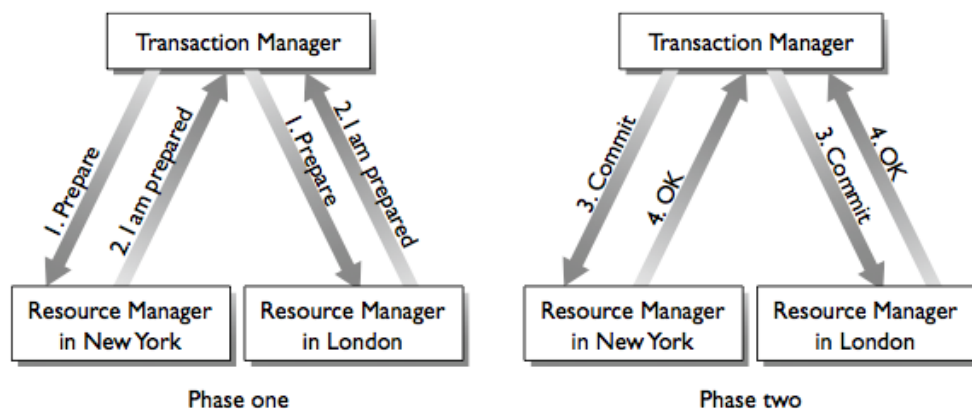 Transaction Manager
1. Prepare
2. I am prepared
1. Prepare
2. I am prepared
Resource Manager
in New York
Resource Manager
in London
Phase one
Transaction Manager
3. Commit
4. OK
3. Commit
4. OK
Resource Manager
in New York
Resource Manager
in London
Phase two